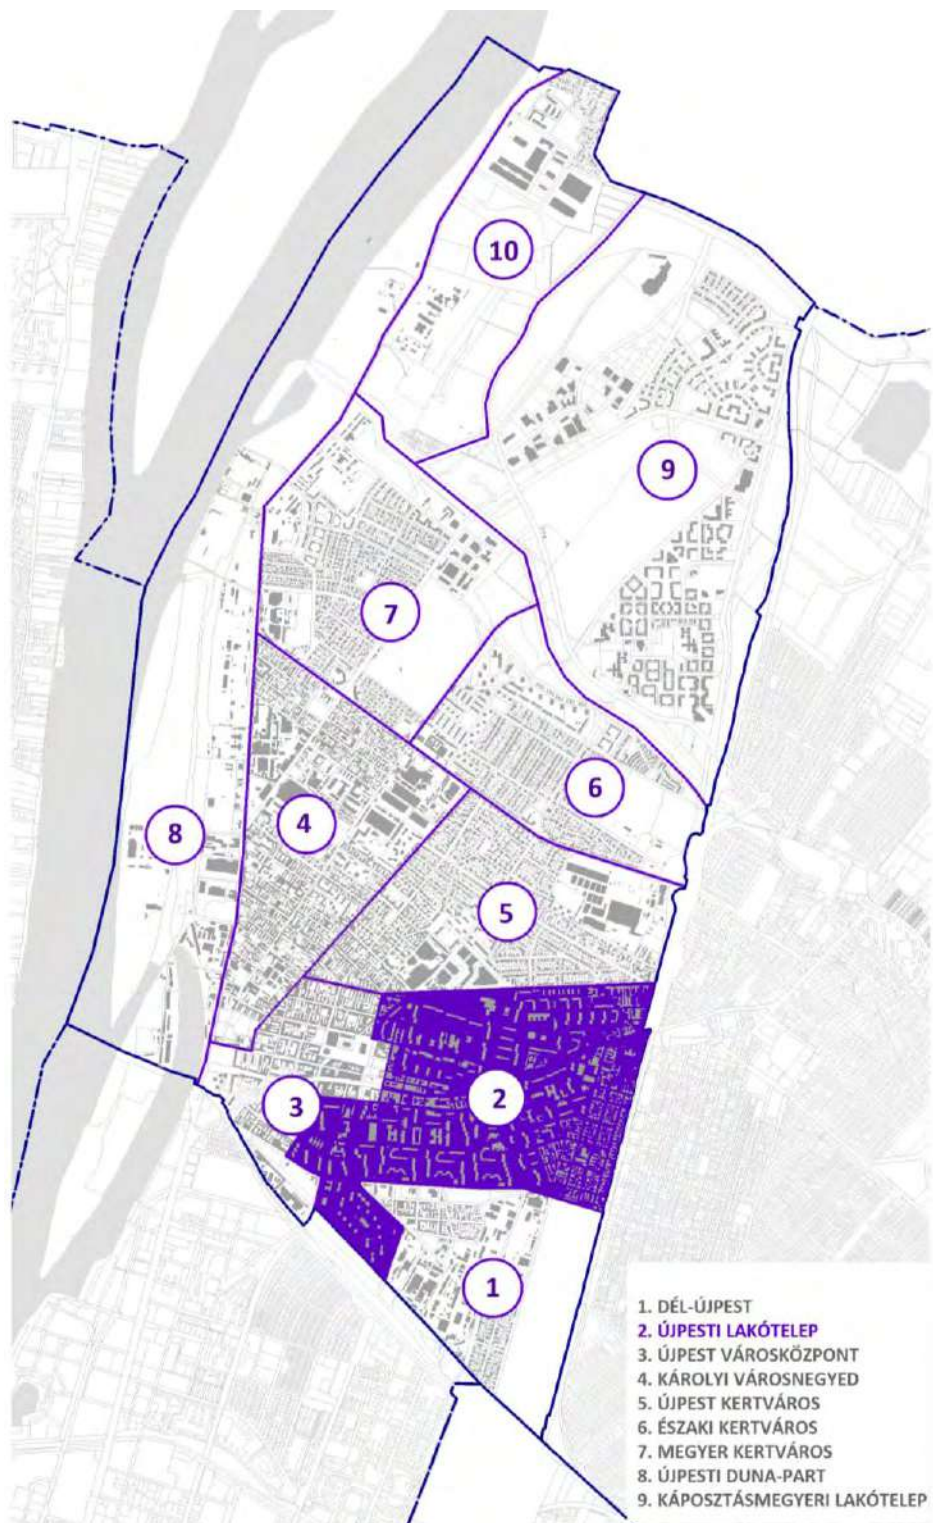 10
9
7
6
4
8
5
2
3
1
1. DÉL-ÚJPEST
2. ÚJPESTI LAKÓTELEP
3. ÚJPEST VÁROSKÖZPONT
4. KÁROLYI VÁROSNEGYED
5. ÚJPEST KERTVÁROS
6. ÉSZAKI KERTVÁROS
7. MEGYER KERTVÁROS
8. ÚJPESTI DUNA-PART
9. KÁPOSZTÁSMEGYERI LAKÓTELEP